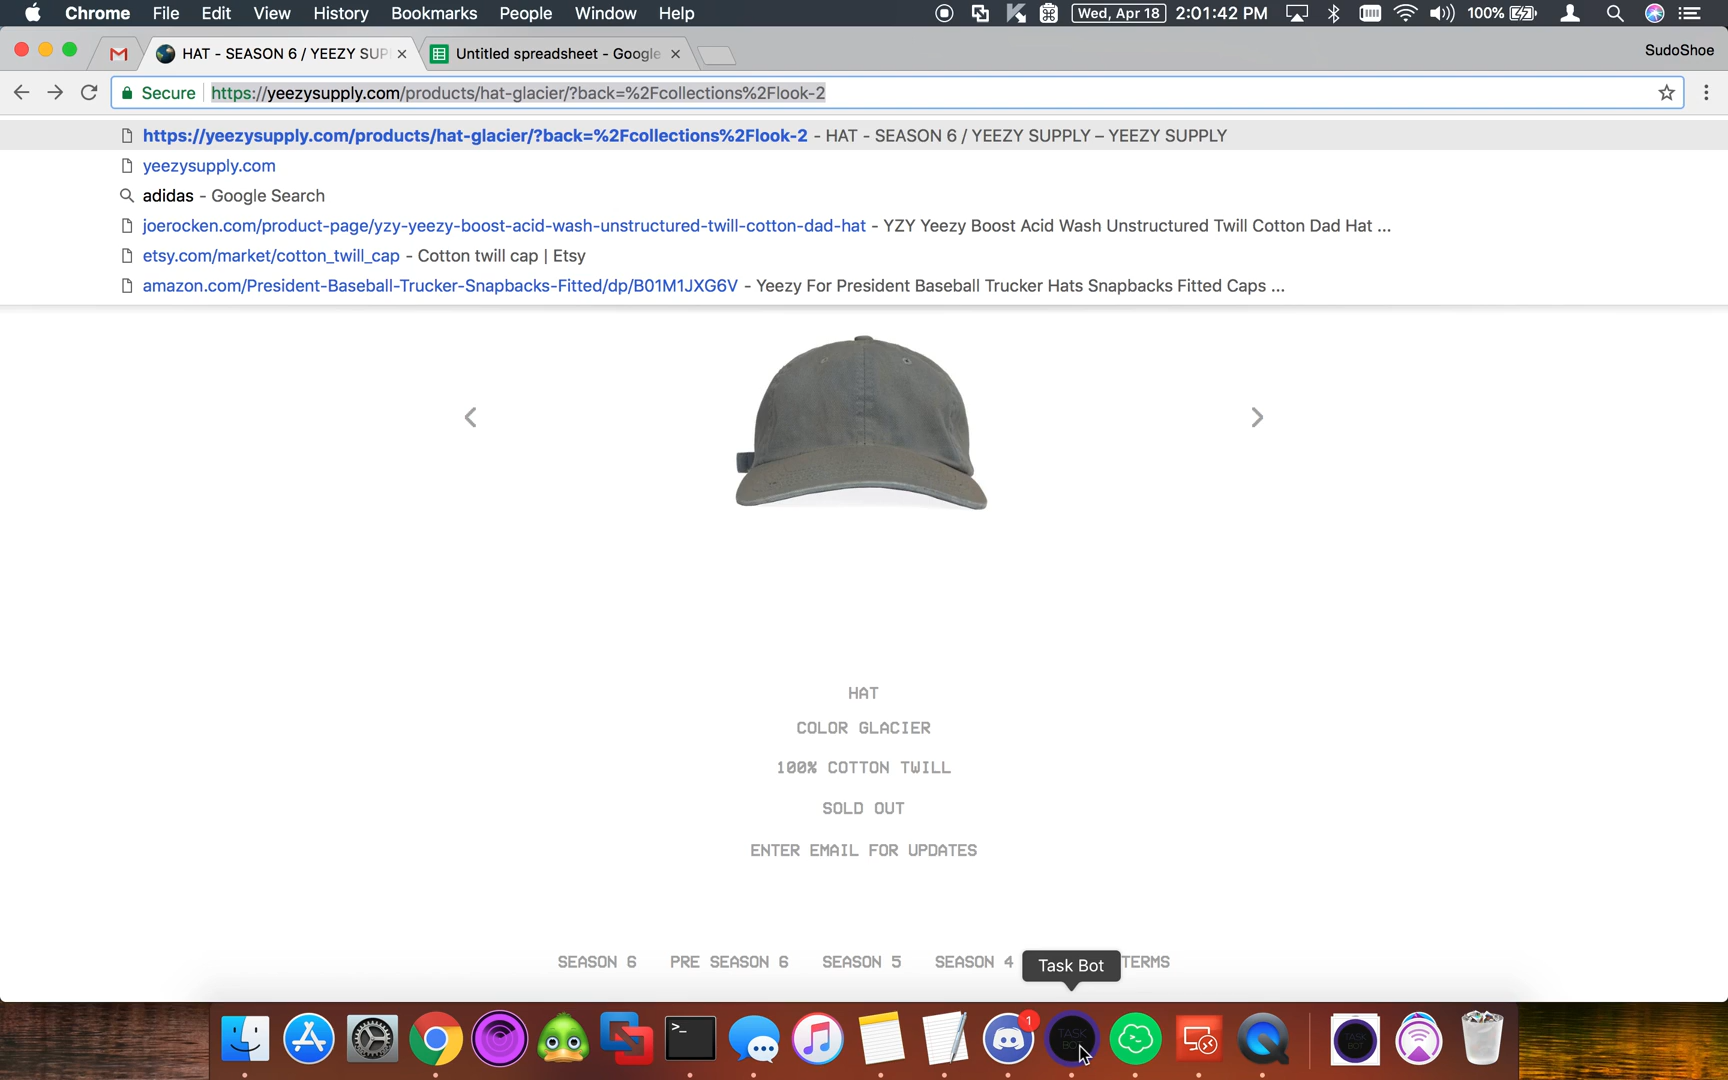 Chrome File Edit View History Bookmarks People Window Help Wed, Apr 18 2:01:42 PM 100%
HAT - SEASON 6 / YEEZY SUP Untitled spreadsheet - Google SudoShoe
Secure https://yeezysupply.com/products/hat-glacier/?back=%2Fcollections%2Flook-2
https://yeezysupply.com/products/hat-glacier/?back=%2Fcollections%2Flook-2 - HAT - SEASON 6 / YEEZY SUPPLY – YEEZY SUPPLY
yeezysupply.com
adidas - Google Search
joerocken.com/product-page/yzy-yeezy-boost-acid-wash-unstructured-twill-cotton-dad-hat - YZY Yeezy Boost Acid Wash Unstructured Twill Cotton Dad Hat ...
etsy.com/market/cotton_twill_cap - Cotton twill cap | Etsy
amazon.com/President-Baseball-Trucker-Snapbacks-Fitted/dp/B01M1JXG6V - Yeezy For President Baseball Trucker Hats Snapbacks Fitted Caps ...
HAT
COLOR GLACIER
100% COTTON TWILL
SOLD OUT
ENTER EMAIL FOR UPDATES
SEASON 6 PRE SEASON 6 SEASON 5 SEASON 4 TERMS
Task Bot
1
TASK
BOT